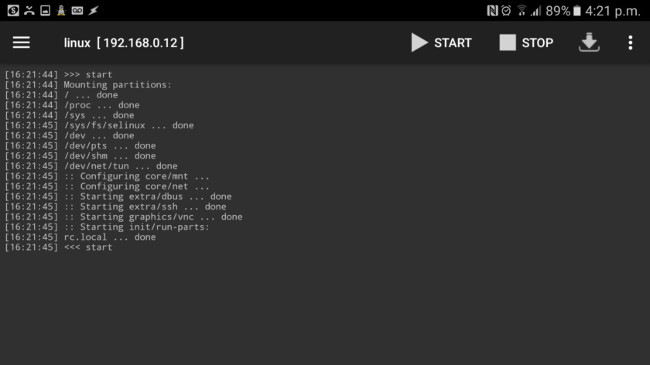 89% 4:21 p.m.
linux [ 192.168.0.12 ] START STOP
[16:21:44] >>> start
[16:21:44] Mounting partitions:
[16:21:44] / ... done
[16:21:44] /proc ... done
[16:21:44] /sys ... done
[16:21:45] /sys/fs/selinux ... done
[16:21:45] /dev ... done
[16:21:45] /dev/pts ... done
[16:21:45] /dev/shm ... done
[16:21:45] /dev/net/tun ... done
[16:21:45] :: Configuring core/mnt ...
[16:21:45] :: Configuring core/net ...
[16:21:45] :: Starting extra/dbus ... done
[16:21:45] :: Starting extra/ssh ... done
[16:21:45] :: Starting graphics/vnc ... done
[16:21:45] :: Starting init/run-parts:
[16:21:45] rc.local ... done
[16:21:45] <<< start